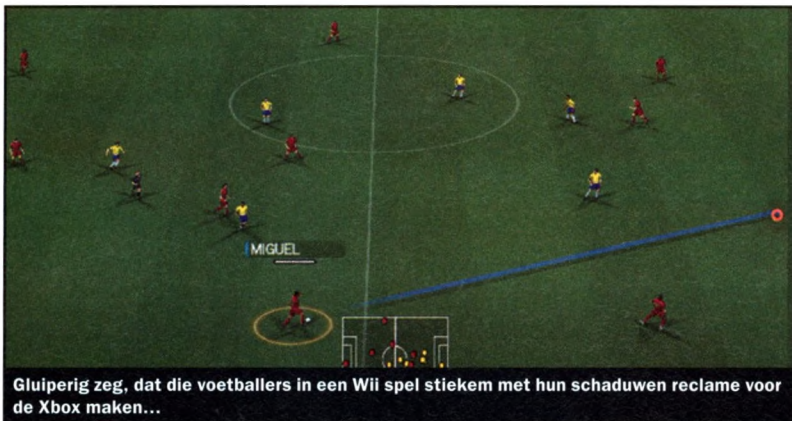 MIGUEL
Gluiperig zeg, dat die voetballers in een Wii spel stiekem met hun schaduwen reclame voor
de Xbox maken...